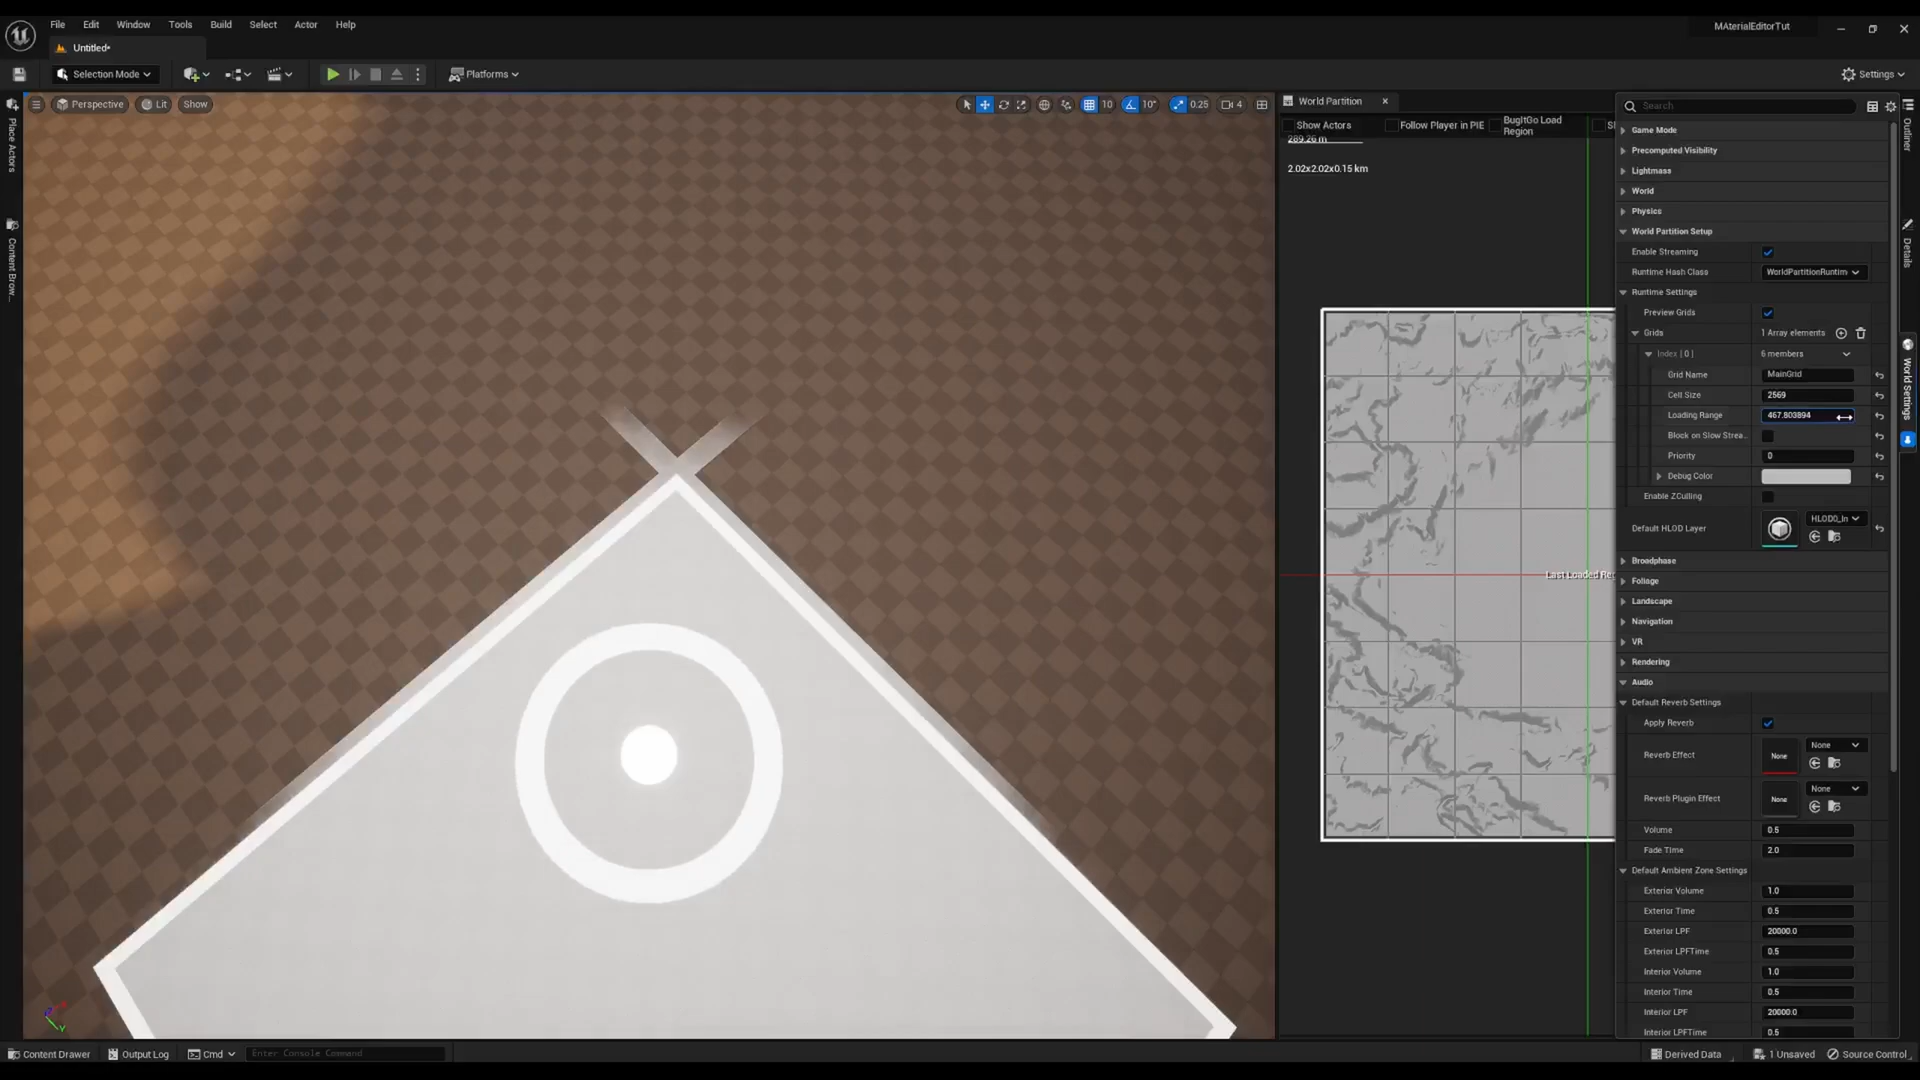 File Edit Window Tools Build Select Actor Help
MAterialEditorTut
Untitled*
Selection Mode
Platforms
Settings
Perspective Lit Show
10 10° 0.25 4
World Partition
Show Actors Follow Player in PIE BugItGo Load Region
289.26 m
2.02x2.02x0.15 km
Last Loaded Re
Place Actors
Content Brow...
Outliner
Details
World Settings
Search
Game Mode
Precomputed Visibility
Lightmass
World
Physics
World Partition Setup
Enable Streaming
Runtime Hash Class WorldPartitionRuntim
Runtime Settings
Preview Grids
Grids 1 Array elements
Index [ 0 ] 6 members
Grid Name MainGrid
Cell Size 2569
Loading Range 467.803894
Block on Slow Strea..
Priority 0
Debug Color
Enable ZCulling
Default HLOD Layer HLOD0_In
Broadphase
Foliage
Landscape
Navigation
VR
Rendering
Audio
Default Reverb Settings
Apply Reverb
Reverb Effect None None
Reverb Plugin Effect None None
Volume 0.5
Fade Time 2.0
Default Ambient Zone Settings
Exterior Volume 1.0
Exterior Time 0.5
Exterior LPF 20000.0
Exterior LPFTime 0.5
Interior Volume 1.0
Interior Time 0.5
Interior LPF 20000.0
Interior LPFTime 0.5
Content Drawer Output Log Cmd Enter Console Command
Derived Data 1 Unsaved Source Control